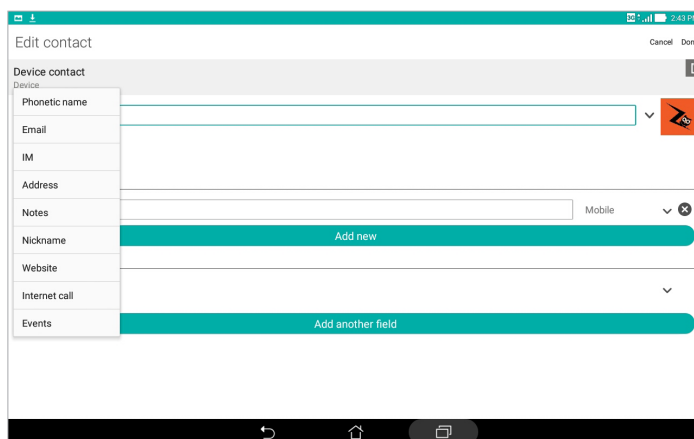 3G 2:43 P
Edit contact
Cancel Don
Device contact
Device
Phonetic name
Email
IM
Address
Notes
Mobile
Nickname
Add new
Website
Internet call
Events
Add another field